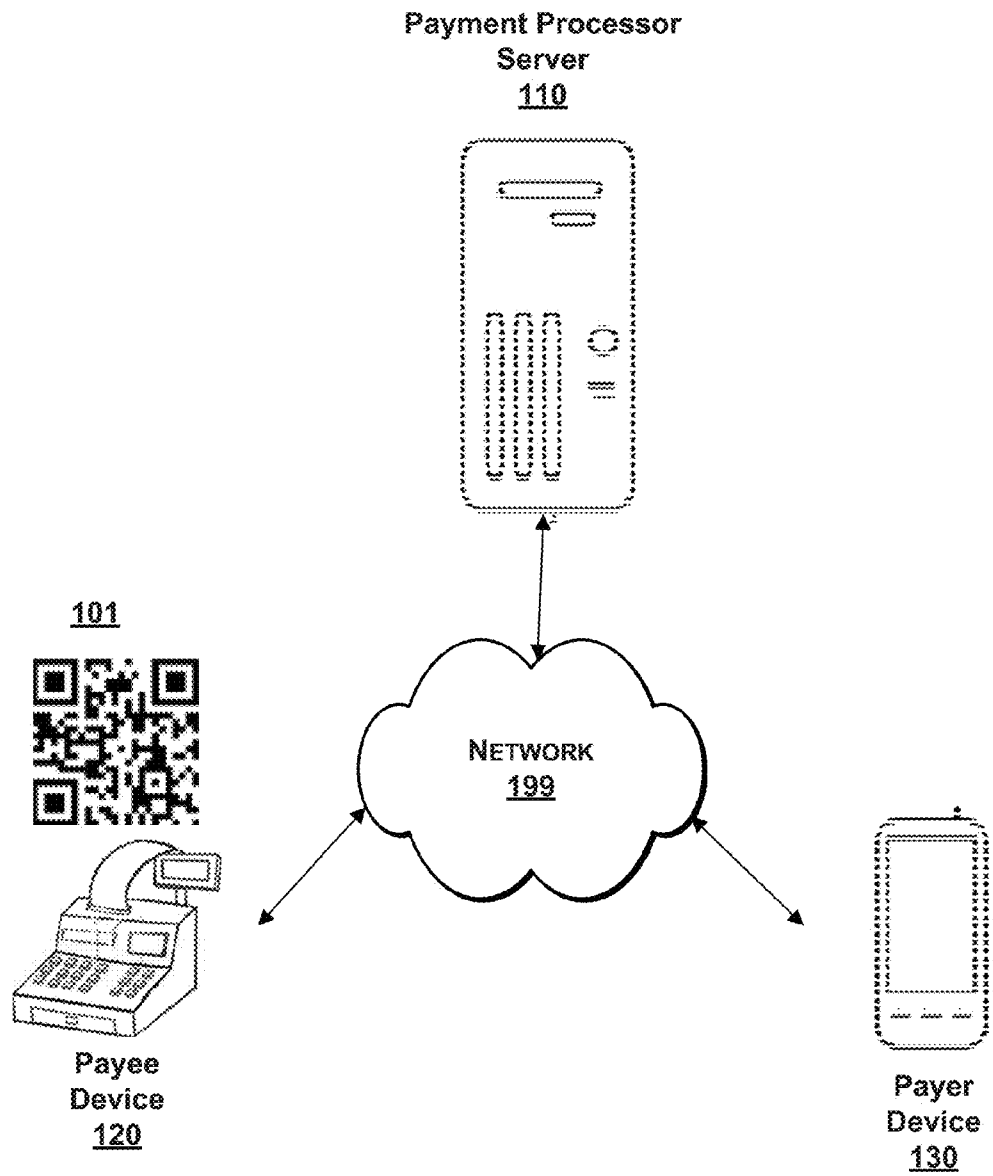 Payment Processor
Server
110
101
NETWORK
199
Payee
Device
120
Payer
Device
130